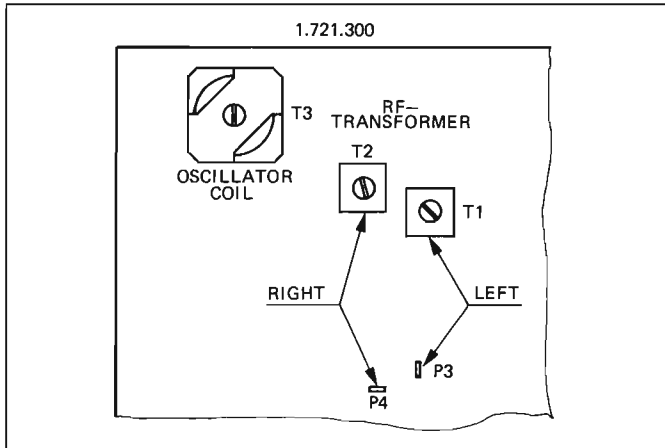 1.721.300
T3
RF–
TRANSFORMER
OSCILLATOR
COIL
T2
T1
RIGHT
LEFT
P3
P4